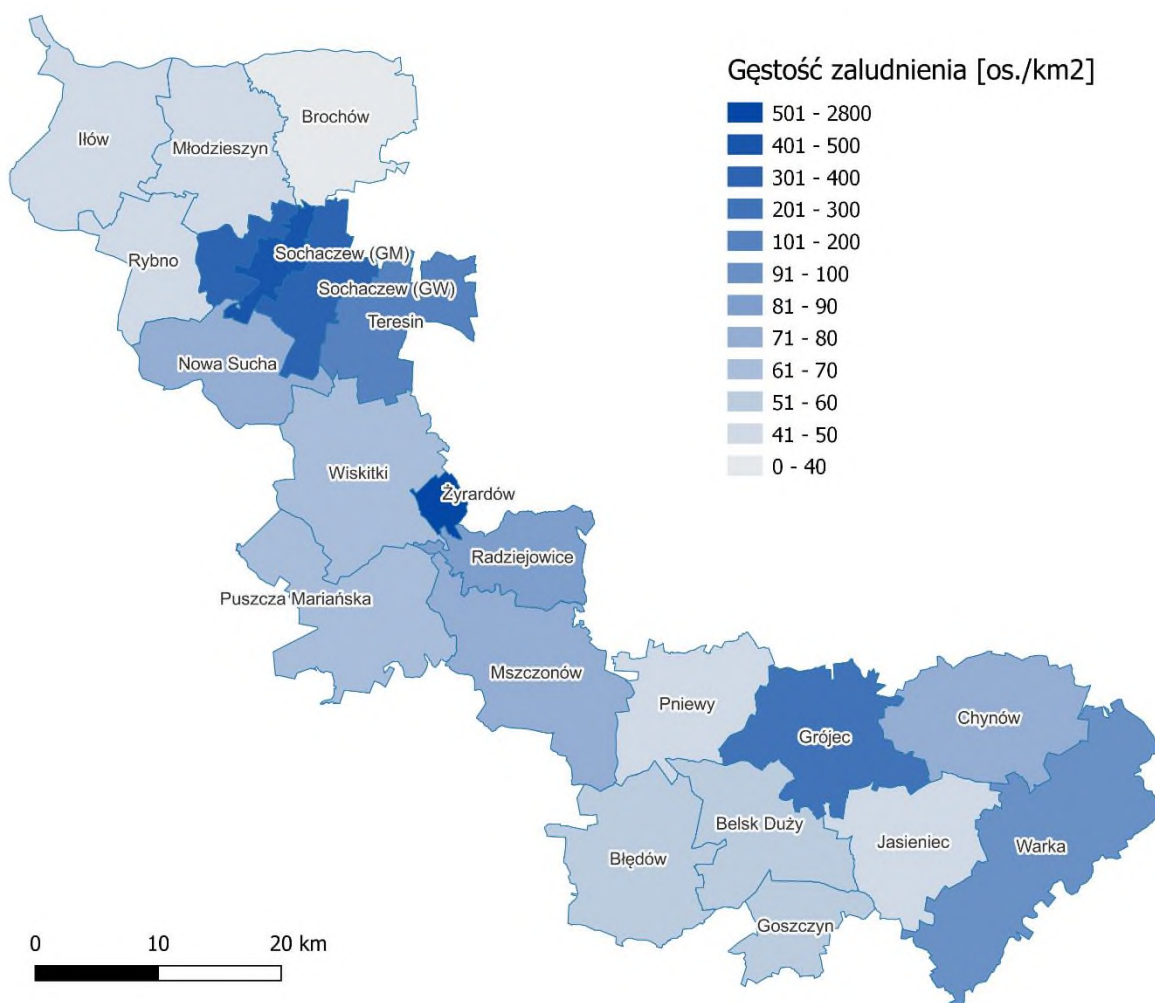 Gęstość zaludnienia [os./km2]
501 - 2800
401 - 500
301 - 400
201 - 300
101 - 200
91 - 100
81 - 90
71 - 80
61 - 70
51 - 60
41 - 50
0 - 40
Brochów
Iłów
Młodzieszyn
Rybno
Sochaczew (GM)
Sochaczew (GW)
Teresin
Nowa Sucha
Wiskitki
Żyrardów
Radziejowice
Puszcza Mariańska
Mszczonów
Pniewy
Grójec
Chynów
Belsk Duży
Jasieniec
Warka
Błędów
Goszczyn
0 10 20 km